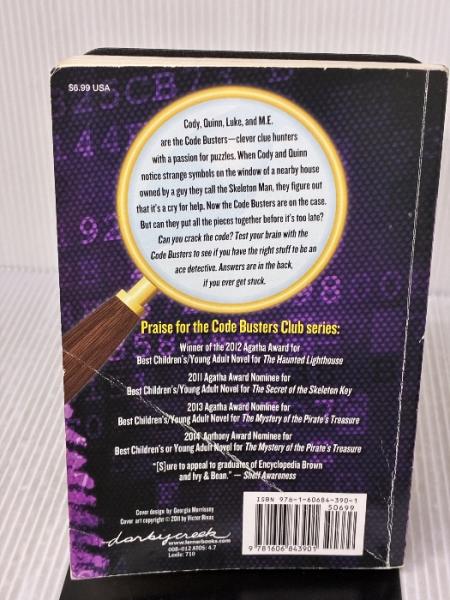 $6.99 USA
Cody, Quinn, Luke, and M.E.
are the Code Busters—clever clue hunters
with a passion for puzzles. When Cody and Quinn
notice strange symbols on the window of a nearby house
owned by a guy they call the Skeleton Man, they figure out
that it's a cry for help. Now the Code Busters are on the case.
But can they put all the pieces together before it's too late?
Can you crack the code? Test your brain with the
Code Busters to see if you have the right stuff to be an
ace detective. Answers are in the back,
if you ever get stuck.
Praise for the Code Busters Club series:
Winner of the 2012 Agatha Award for
Best Children's/Young Adult Novel for The Haunted Lighthouse
2011 Agatha Award Nominee for
Best Children's/Young Adult Novel for The Secret of the Skeleton Key
2013 Agatha Award Nominee for
Best Children's/Young Adult Novel for The Mystery of the Pirate's Treasure
2014 Anthony Award Nominee for
Best Children's or Young Adult Novel for The Mystery of the Pirate's Treasure
"[S]ure to appeal to graduates of Encyclopedia Brown
and Ivy & Bean." — Shelf Awareness
Cover design by Georgia Morrissey
Cover art copyright © 2011 by Victor Rivas
darbycreek
www.lernerbooks.com
008-012 ATOS: 4.7
Lexile: 710
ISBN 978-1-60684-390-1
50699
9 781606 843901